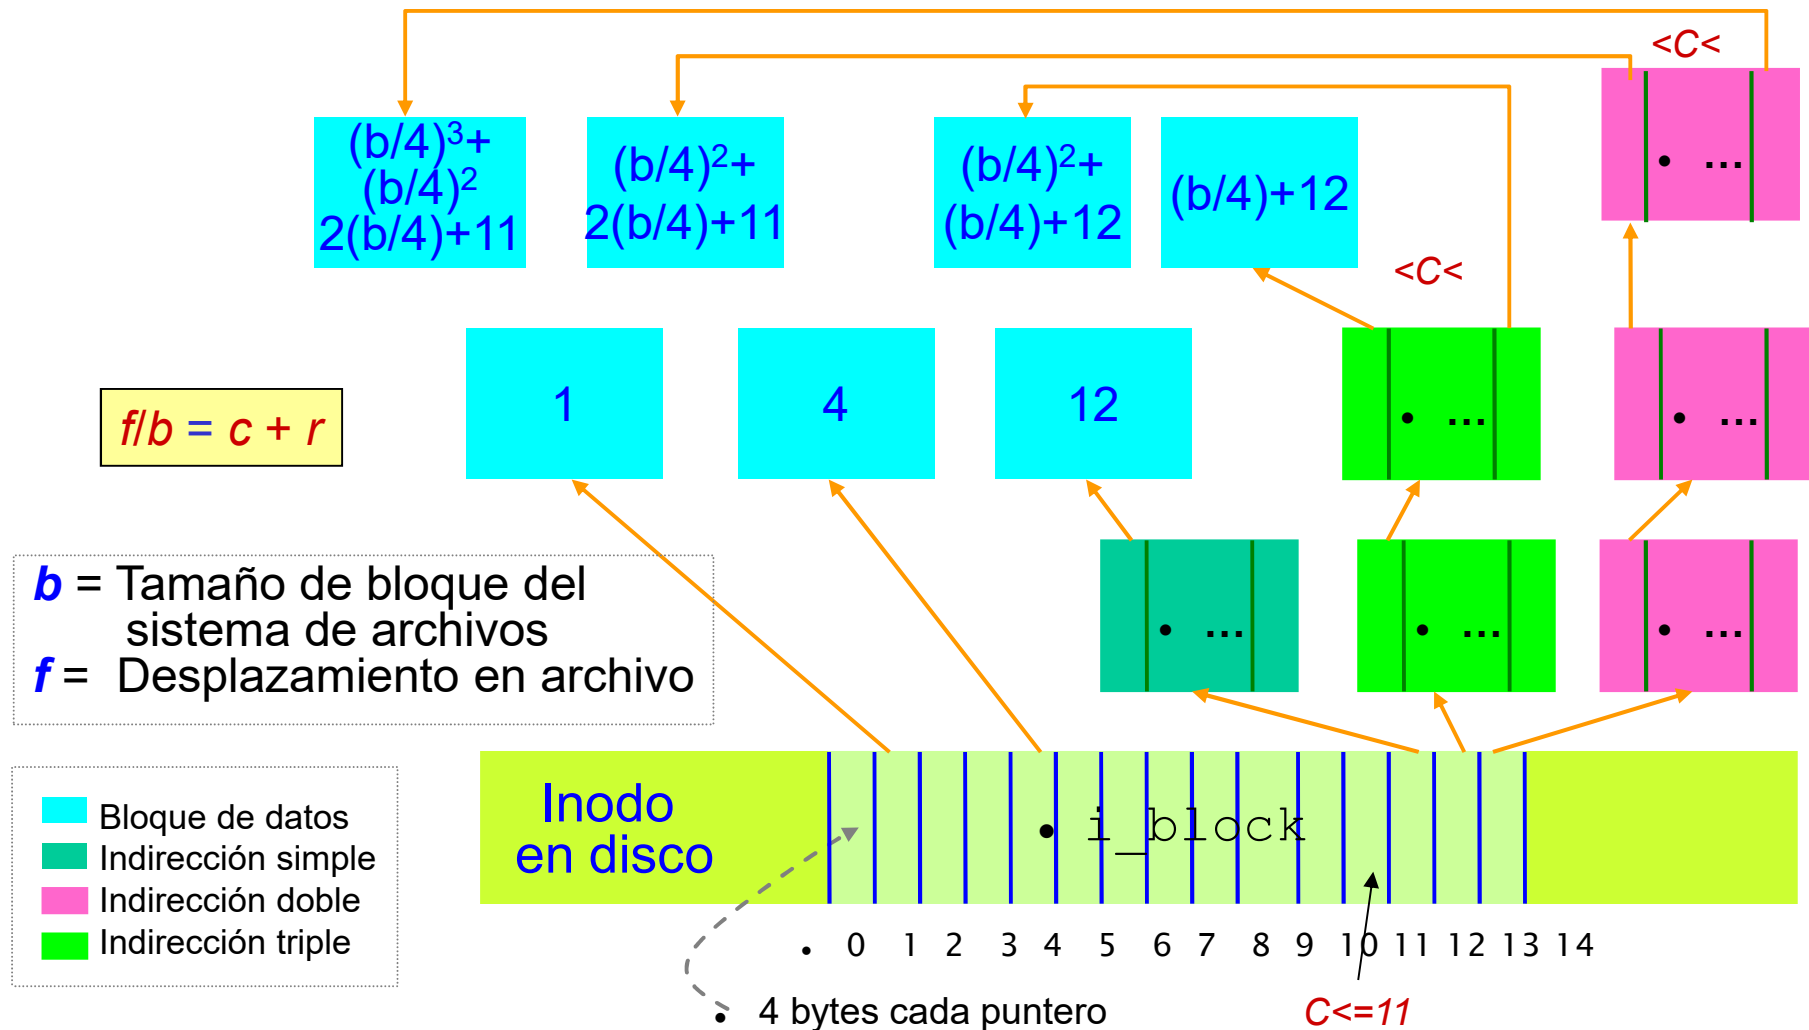 <C<
(b/4)3+
(b/4)2
2(b/4)+11
(b/4)2+
2(b/4)+11
(b/4)2+
(b/4)+12
(b/4)+12
• ...
<C<
1
4
12
• ...
• ...
f/b = c + r
b = Tamaño de bloque del
sistema de archivos
f = Desplazamiento en archivo
• ...
• ...
• ...
Inodo
en disco
• i_block
Bloque de datos
Indirección simple
Indirección doble
Indirección triple
• 0 1 2 3 4 5 6 7 8 9 10 11 12 13 14
• 4 bytes cada puntero
C<=11